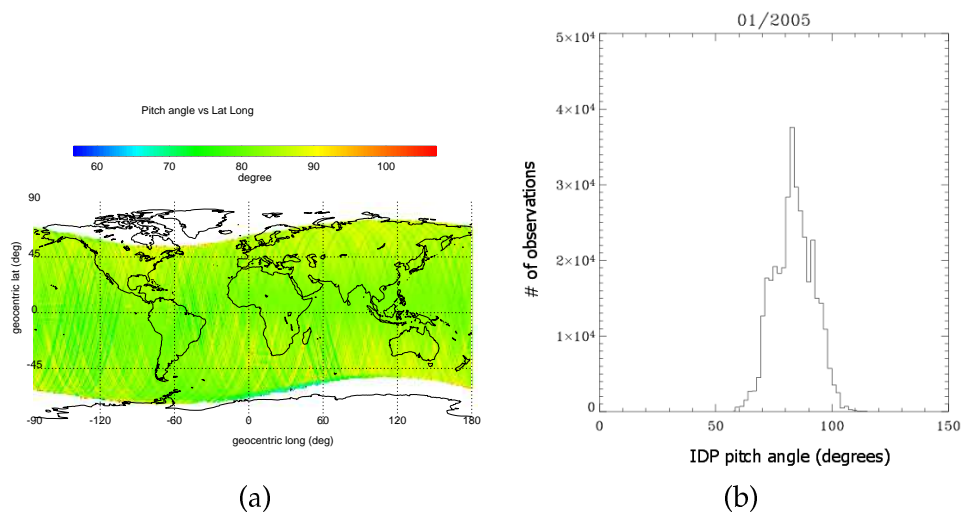 Pitch angle vs Lat Long
60 70 80 90 100
degree
90
45
0
-45
-90 -120 -60 0 60 120 180
geocentric lat (deg)
geocentric long (deg)
(a)
01/2005
5×10⁴
4×10⁴
3×10⁴
2×10⁴
1×10⁴
0
0 50 100 150
# of observations
IDP pitch angle (degrees)
(b)